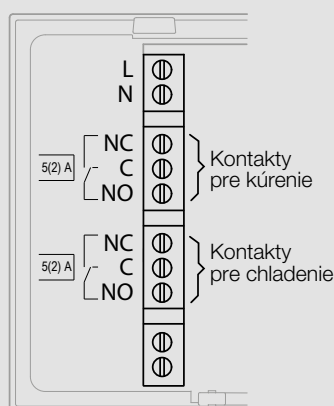 L
N
NC
5(2) A
C
NO
Kontakty
pre kúrenie
NC
5(2) A
C
NO
Kontakty
pre chladenie